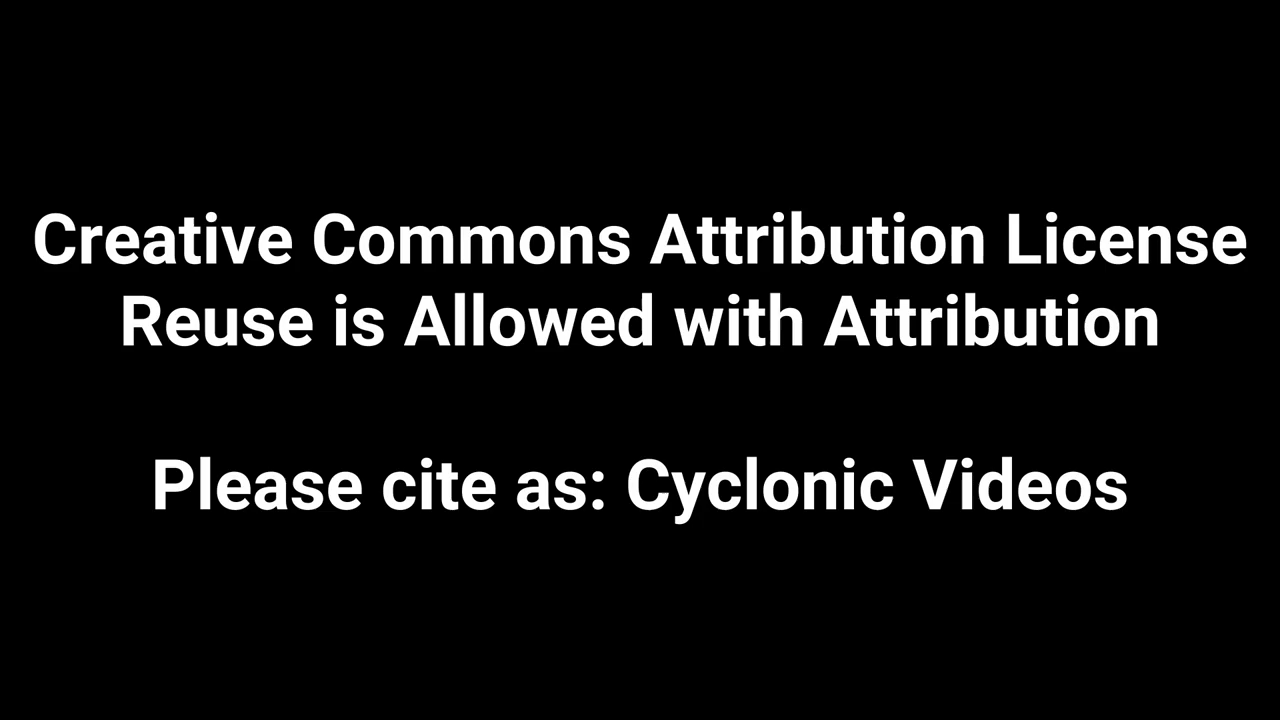 Creative Commons Attribution License
Reuse is Allowed with Attribution
Please cite as: Cyclonic Videos